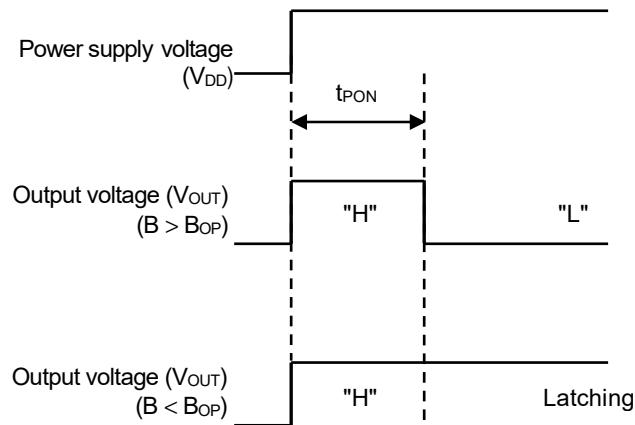 Power supply voltage
(VDD)
tPON
Output voltage (VOUT)
(B > BOP)
"H"
"L"
Output voltage (VOUT)
(B < BOP)
"H"
Latching